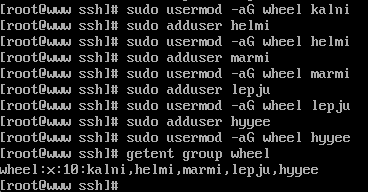 [root@www ssh]# sudo usermod -aG wheel kalni
[root@www ssh]# sudo adduser helmi
[root@www ssh]# sudo usermod -aG wheel helmi
[root@www ssh]# sudo adduser marmi
[root@www ssh]# sudo usermod -aG wheel marmi
[root@www ssh]# sudo adduser lepju
[root@www ssh]# sudo usermod -aG wheel lepju
[root@www ssh]# sudo adduser hyyee
[root@www ssh]# sudo usermod -aG wheel hyyee
[root@www ssh]# getent group wheel
wheel:x:10:kalni,helmi,marmi,lepju,hyyee
[root@www ssh]#